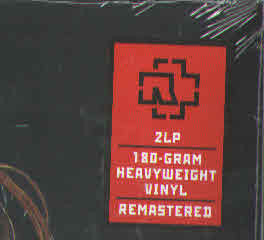 2LP
180-GRAM
HEAVYWEIGHT
VINYL
REMASTERED